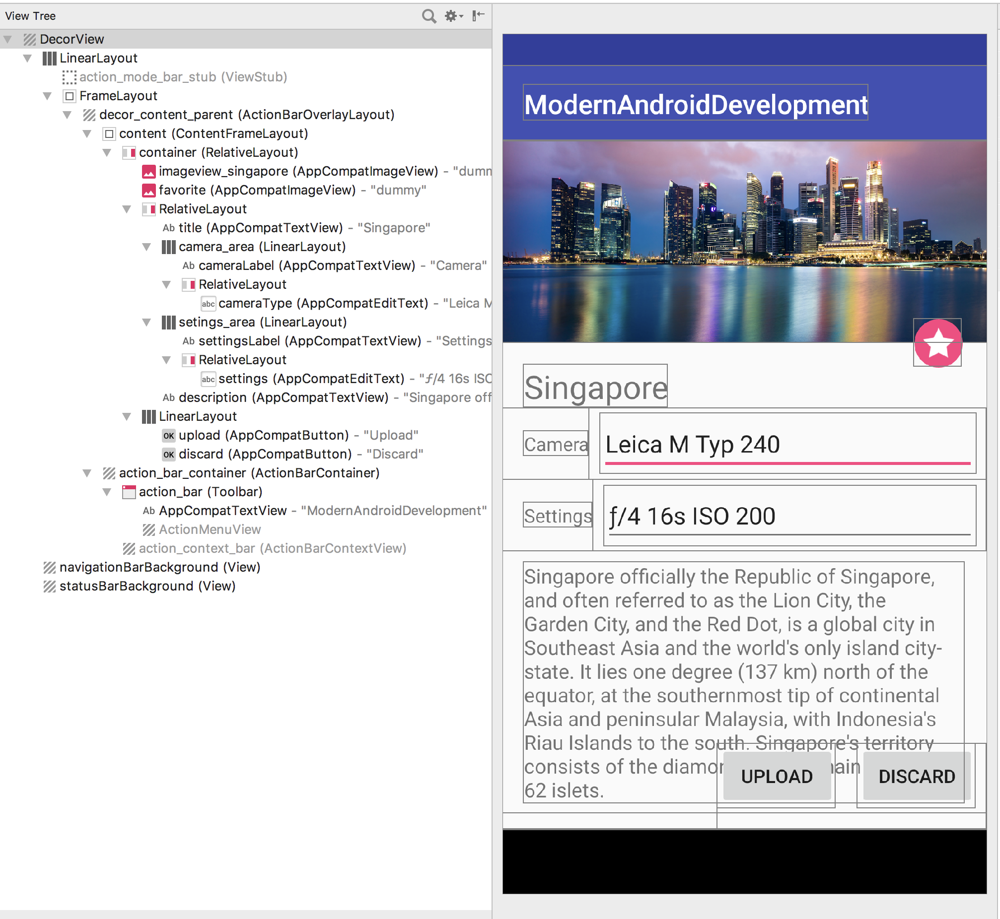 View Tree
DecorView
LinearLayout
action_mode_bar_stub (ViewStub)
FrameLayout
decor_content_parent (ActionBarOverlayLayout)
content (ContentFrameLayout)
container (RelativeLayout)
imageview_singapore (AppCompatImageView) – "dumm
favorite (AppCompatImageView) – "dummy"
RelativeLayout
Ab title (AppCompatTextView) – "Singapore"
camera_area (LinearLayout)
Ab cameraLabel (AppCompatTextView) – "Camera"
RelativeLayout
abc cameraType (AppCompatEditText) – "Leica M
setings_area (LinearLayout)
Ab settingsLabel (AppCompatTextView) – "Settings
RelativeLayout
abc settings (AppCompatEditText) – "ƒ/4 16s ISO
Ab description (AppCompatTextView) – "Singapore off
LinearLayout
OK upload (AppCompatButton) – "Upload"
OK discard (AppCompatButton) – "Discard"
action_bar_container (ActionBarContainer)
action_bar (Toolbar)
Ab AppCompatTextView – "ModernAndroidDevelopment"
ActionMenuView
action_context_bar (ActionBarContextView)
navigationBarBackground (View)
statusBarBackground (View)
ModernAndroidDevelopment
Singapore
Camera
Leica M Typ 240
Settings
ƒ/4 16s ISO 200
Singapore officially the Republic of Singapore,
and often referred to as the Lion City, the
Garden City, and the Red Dot, is a global city in
Southeast Asia and the world's only island city-
state. It lies one degree (137 km) north of the
equator, at the southernmost tip of continental
Asia and peninsular Malaysia, with Indonesia's
Riau Islands to the south. Singapore's territory
consists of the
62 islets.
UPLOAD
DISCARD